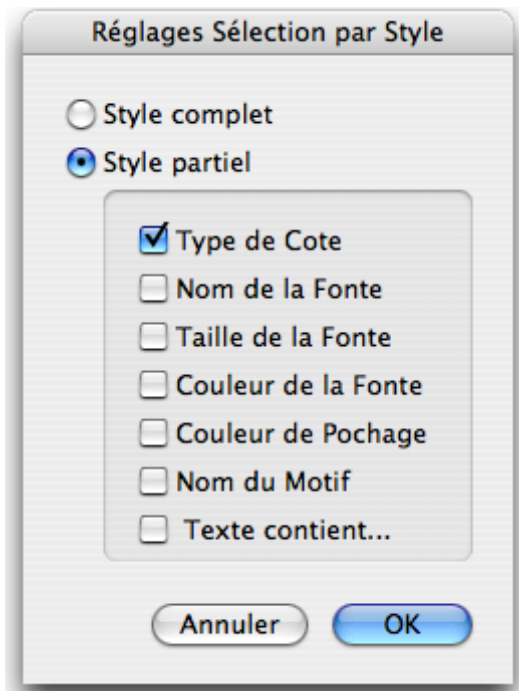 Réglages Sélection par Style
Style complet
Style partiel
Type de Cote
Nom de la Fonte
Taille de la Fonte
Couleur de la Fonte
Couleur de Pochage
Nom du Motif
Texte contient...
Annuler OK